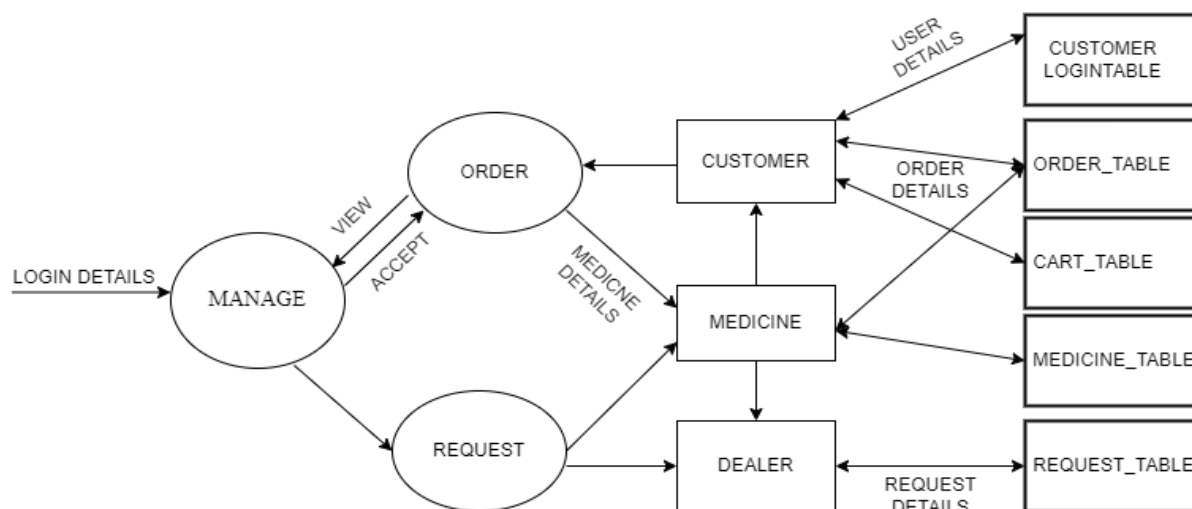 USER
DETAILS
CUSTOMER
LOGINTABLE
ORDER
CUSTOMER
ORDER
DETAILS
ORDER_TABLE
VIEW
ACCEPT
LOGIN DETAILS
MANAGE
MEDICNE
DETAILS
CART_TABLE
MEDICINE
MEDICINE_TABLE
REQUEST
DEALER
REQUEST
DETAILS
REQUEST_TABLE